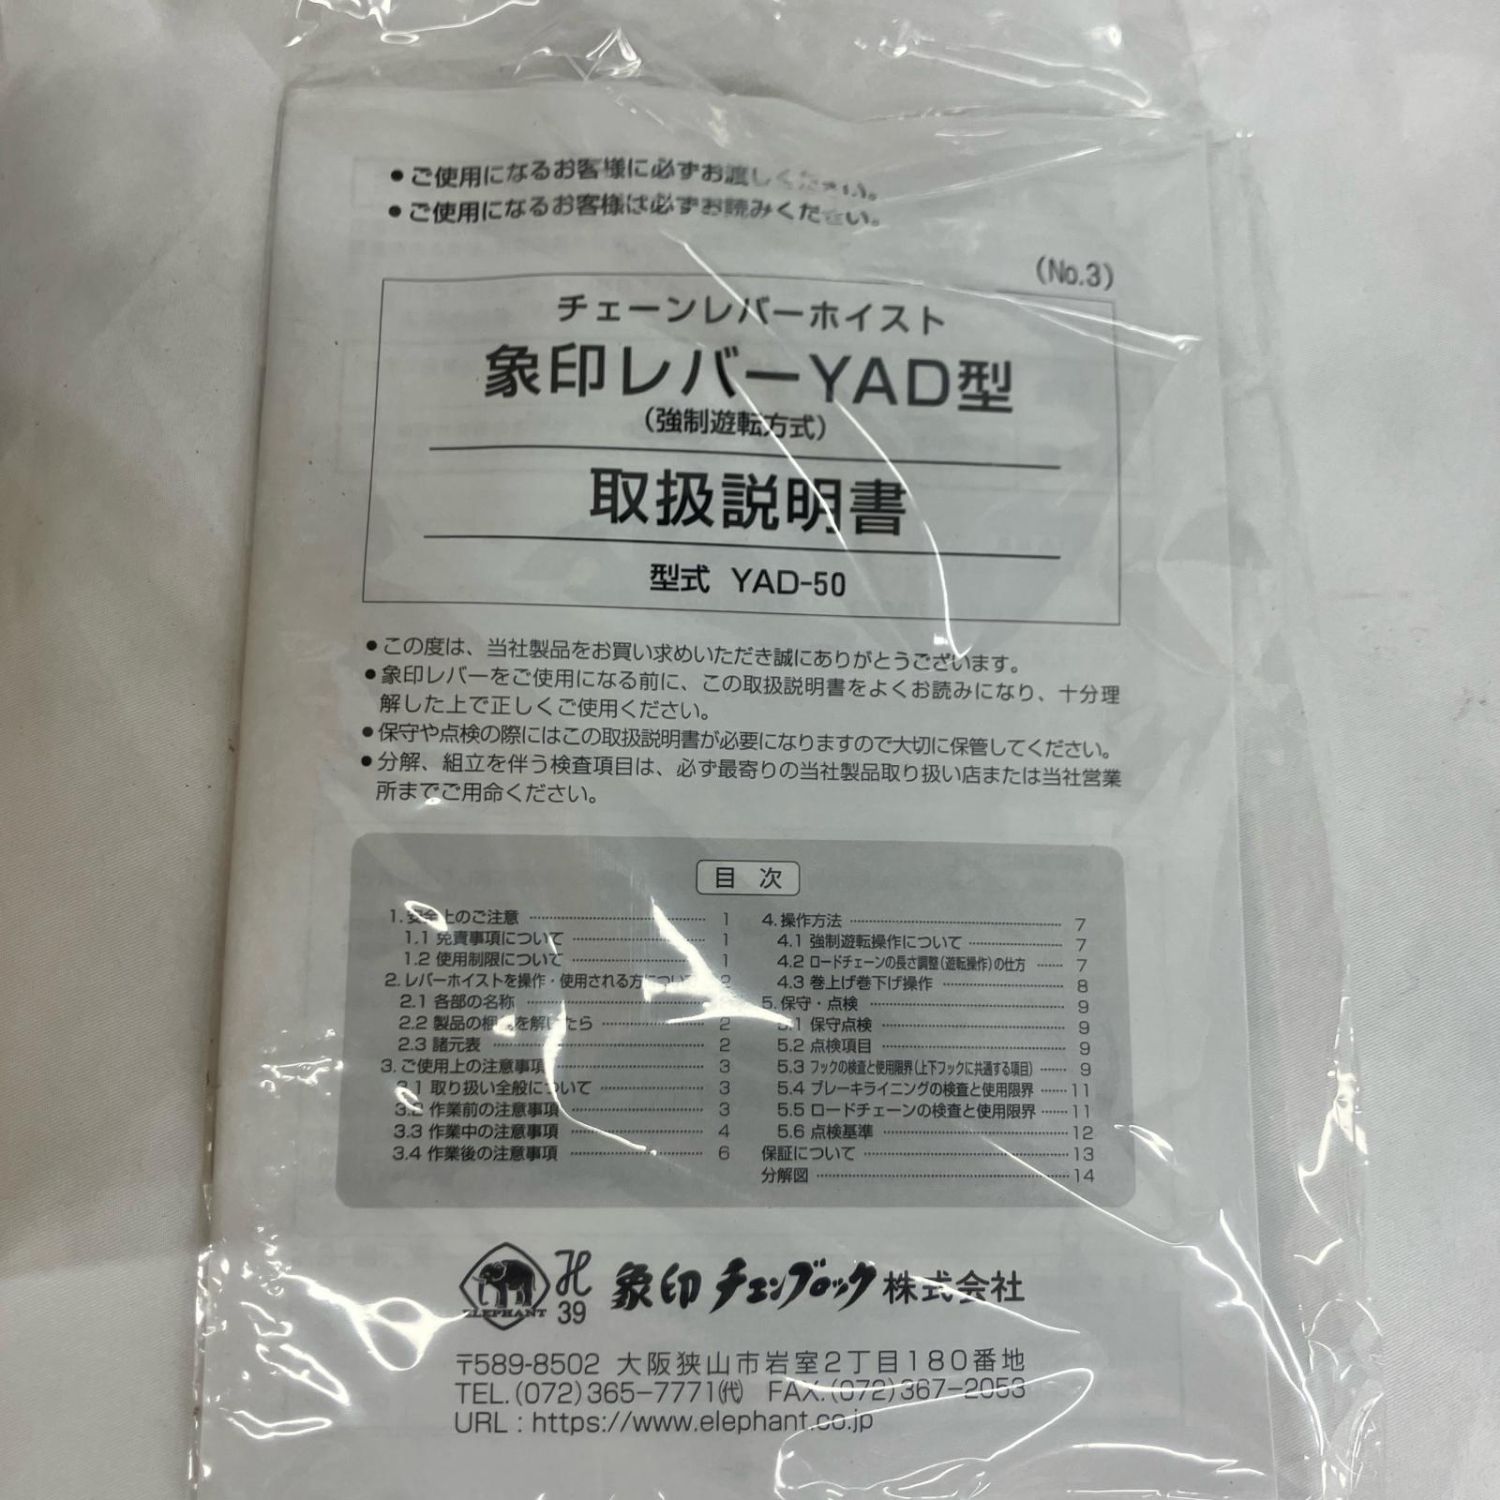 ●ご使用になるお客様に必ずお渡しください。
●ご使用になるお客様は必ずお読みください。
(No.3)
チェーンレバーホイスト
象印レバーYAD型
(強制遊転方式)
取扱説明書
型式 YAD-50
●この度は、当社製品をお買い求めいただき誠にありがとうございます。
●象印レバーをご使用になる前に、この取扱説明書をよくお読みになり、十分理
解した上で正しくご使用ください。
●保守や点検の際にはこの取扱説明書が必要になりますので大切に保管してください。
●分解、組立を伴う検査項目は、必ず最寄りの当社製品取り扱い店または当社営業
所までご用命ください。
目 次
1.安全上のご注意 1
1.1 免責事項について 1
1.2 使用制限について 1
2.レバーホイストを操作・使用される方について 2
2.1 各部の名称
2.2 製品の梱包を解いたら 2
2.3 諸元表 2
3.ご使用上の注意事項 3
3.1 取り扱い全般について 3
3.2 作業前の注意事項 3
3.3 作業中の注意事項 4
3.4 作業後の注意事項 6
4.操作方法 7
4.1 強制遊転操作について 7
4.2 ロードチェーンの長さ調整(遊転操作)の仕方 7
4.3 巻上げ巻下げ操作 8
5.保守・点検 9
5.1 保守点検 9
5.2 点検項目 9
5.3 フックの検査と使用限界(上下フックに共通する項目) 9
5.4 ブレーキライニングの検査と使用限界 11
5.5 ロードチェーンの検査と使用限界 11
5.6 点検基準 12
保証について 13
分解図 14
ELEPHANT
39
象印チェンブロック株式会社
〒589-8502 大阪狭山市岩室2丁目180番地
TEL.(072)365-7771(代) FAX.(072)367-2053
URL : https://www.elephant.co.jp